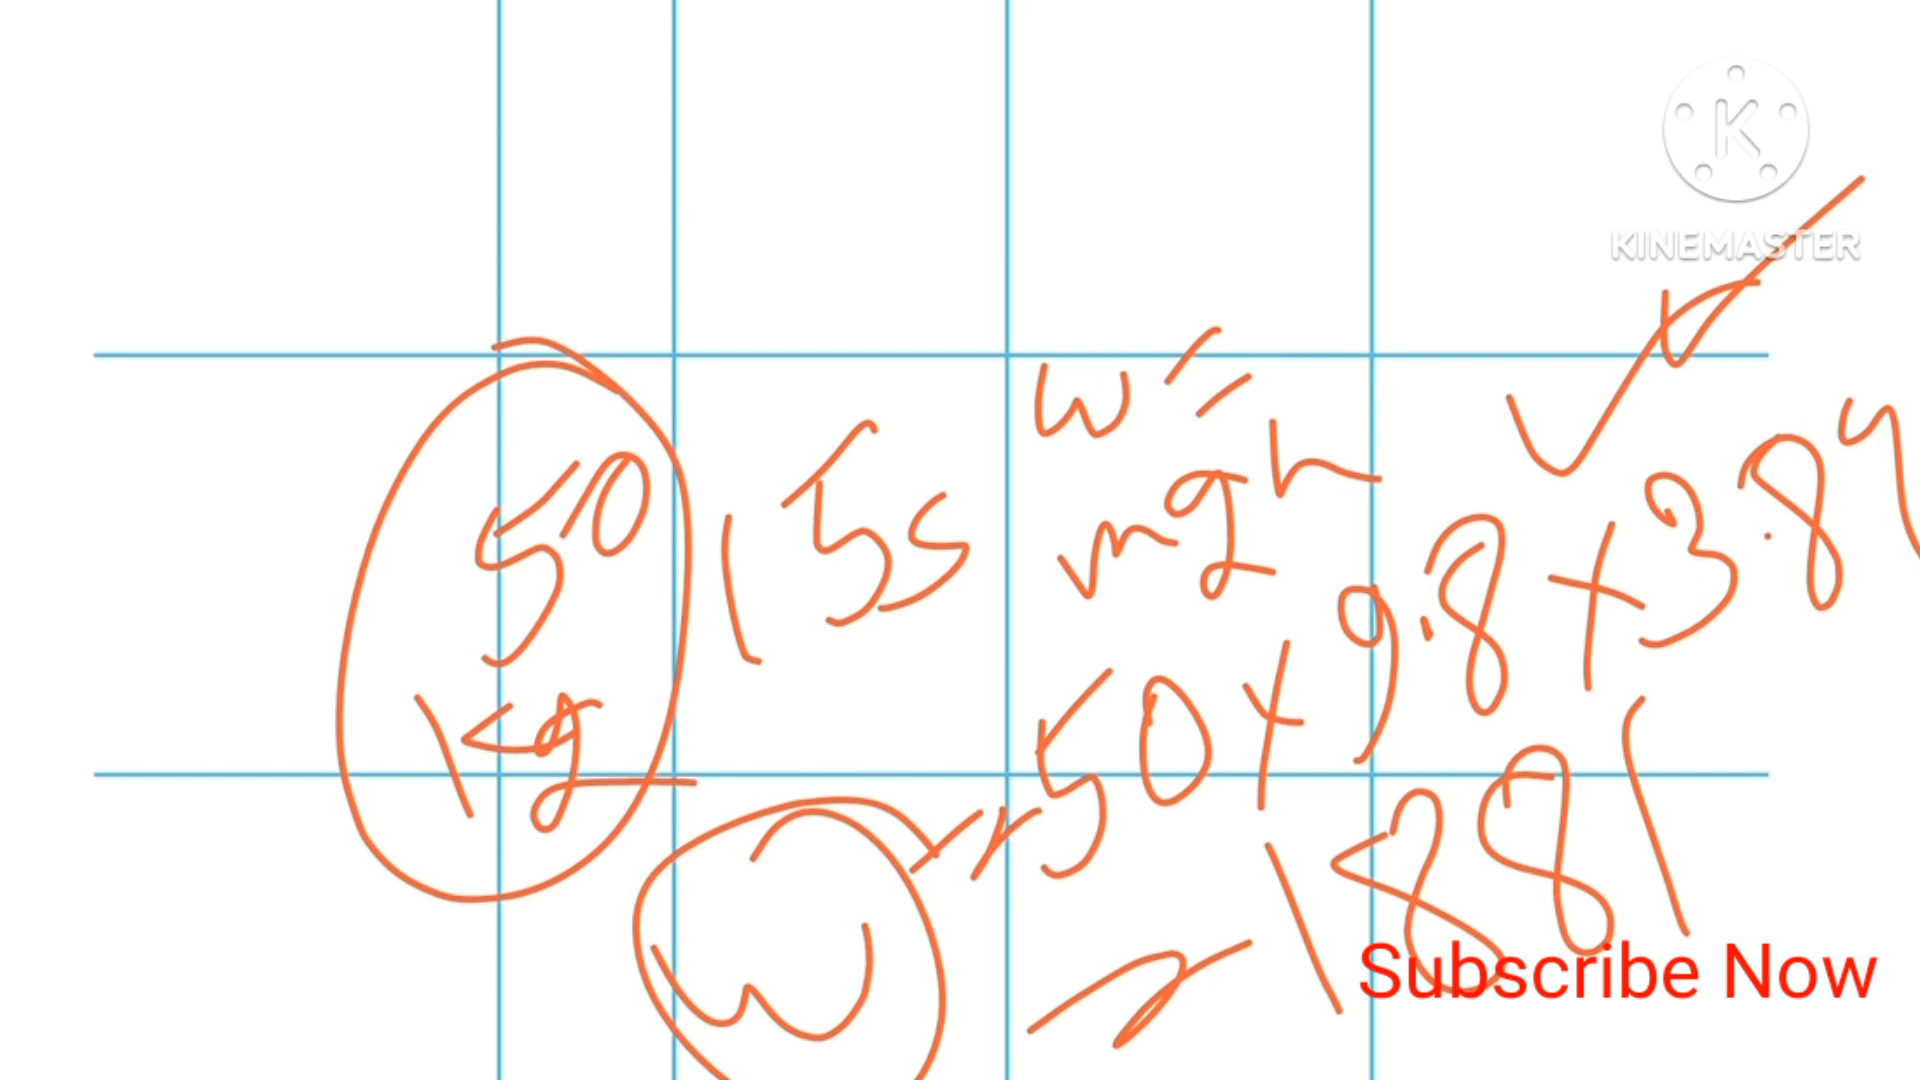 KINEMASTER
50
kg
15s
W =
mgh
W = 50 x 9.8 x 3.84
= 1881
Subscribe Now